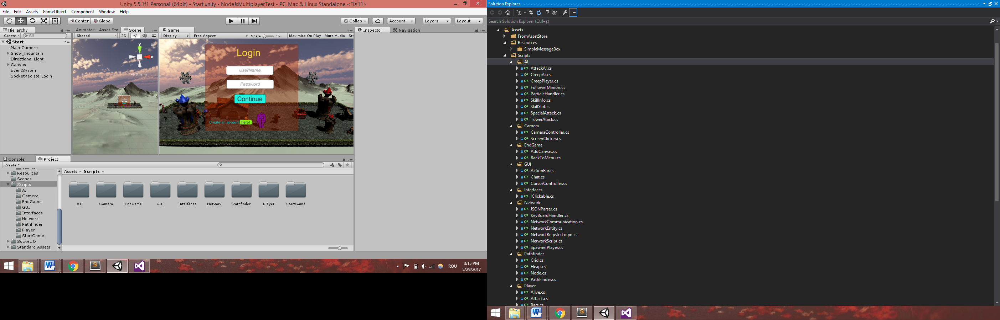 Unity 5.5.1f1 Personal (64bit) - Start.unity - NodeJsMultiplayerTest - PC, Mac & Linux Standalone <DX11>
File Edit Assets GameObject Component Window Help
Center Global
Collab Account Layers Layout
Hierarchy
Create All
Start
Main Camera
Snow_mountain
Directional Light
Canvas
EventSystem
SocketRegisterLogin
Animator Asset Sto Scene
Shaded 2D
y
x
Persp
Game
Display 1 Free Aspect Scale 1x Maximize On Play Mute Audio Sta
Login
UserName
Password
Continue
Create an account here!
Inspector Navigation
Console Project
Create
Resources
Scenes
Scripts
AI
Camera
EndGame
GUI
Interfaces
Network
Pathfinder
Player
StartGame
SocketIO
Standard Assets
Assets Scripts
AI Camera EndGame GUI Interfaces Network Pathfinder Player StartGame
ROU
3:15 PM
5/29/2017
Solution Explorer
Search Solution Explorer (Ctrl+ș)
Assets
FromAssetStore
Resources
SimpleMessageBox
Scripts
AI
C# AttackAI.cs
C# CreepAi.cs
C# CreepPlayer.cs
C# FollowerMinion.cs
C# ParticleHandler.cs
C# SkillInfo.cs
C# SkillSlot.cs
C# SpecialAttack.cs
C# TowerAtack.cs
Camera
C# CameraController.cs
C# ScreenClicker.cs
EndGame
C# AddCanvas.cs
C# BackToMenu.cs
GUI
C# ActionBar.cs
C# Chat.cs
C# CursorController.cs
Interfaces
C# IClickable.cs
Network
C# JSONParser.cs
C# KeyBoardHandler.cs
C# NetworkCommunication.cs
C# NetworkEntity.cs
C# NetworkRegisterLogin.cs
C# NetworkScript.cs
C# SpawnerPlayer.cs
Pathfinder
C# Grid.cs
C# Heap.cs
C# Node.cs
C# PathFinder.cs
Player
C# Alive.cs
C# Attack.cs
C# Bars.cs